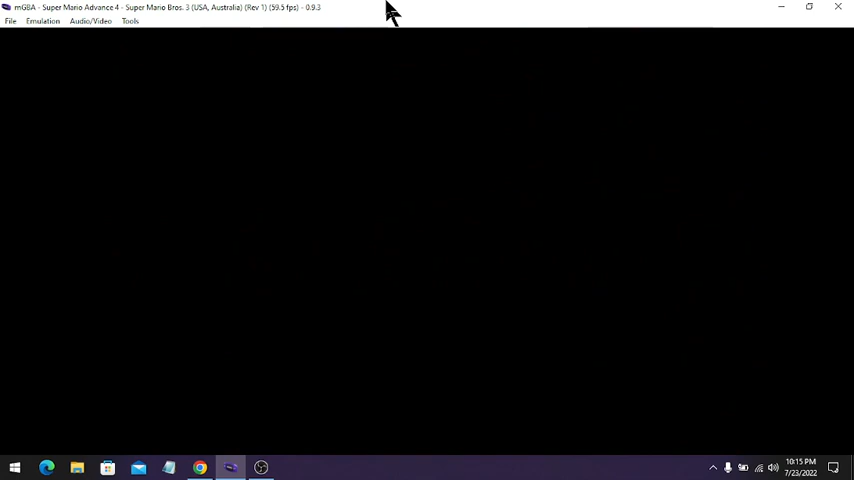 mGBA - Super Mario Advance 4 - Super Mario Bros. 3 (USA, Australia) (Rev 1) (59.5 fps) - 0.9.3
File Emulation Audio/Video Tools
10:15 PM
7/23/2022